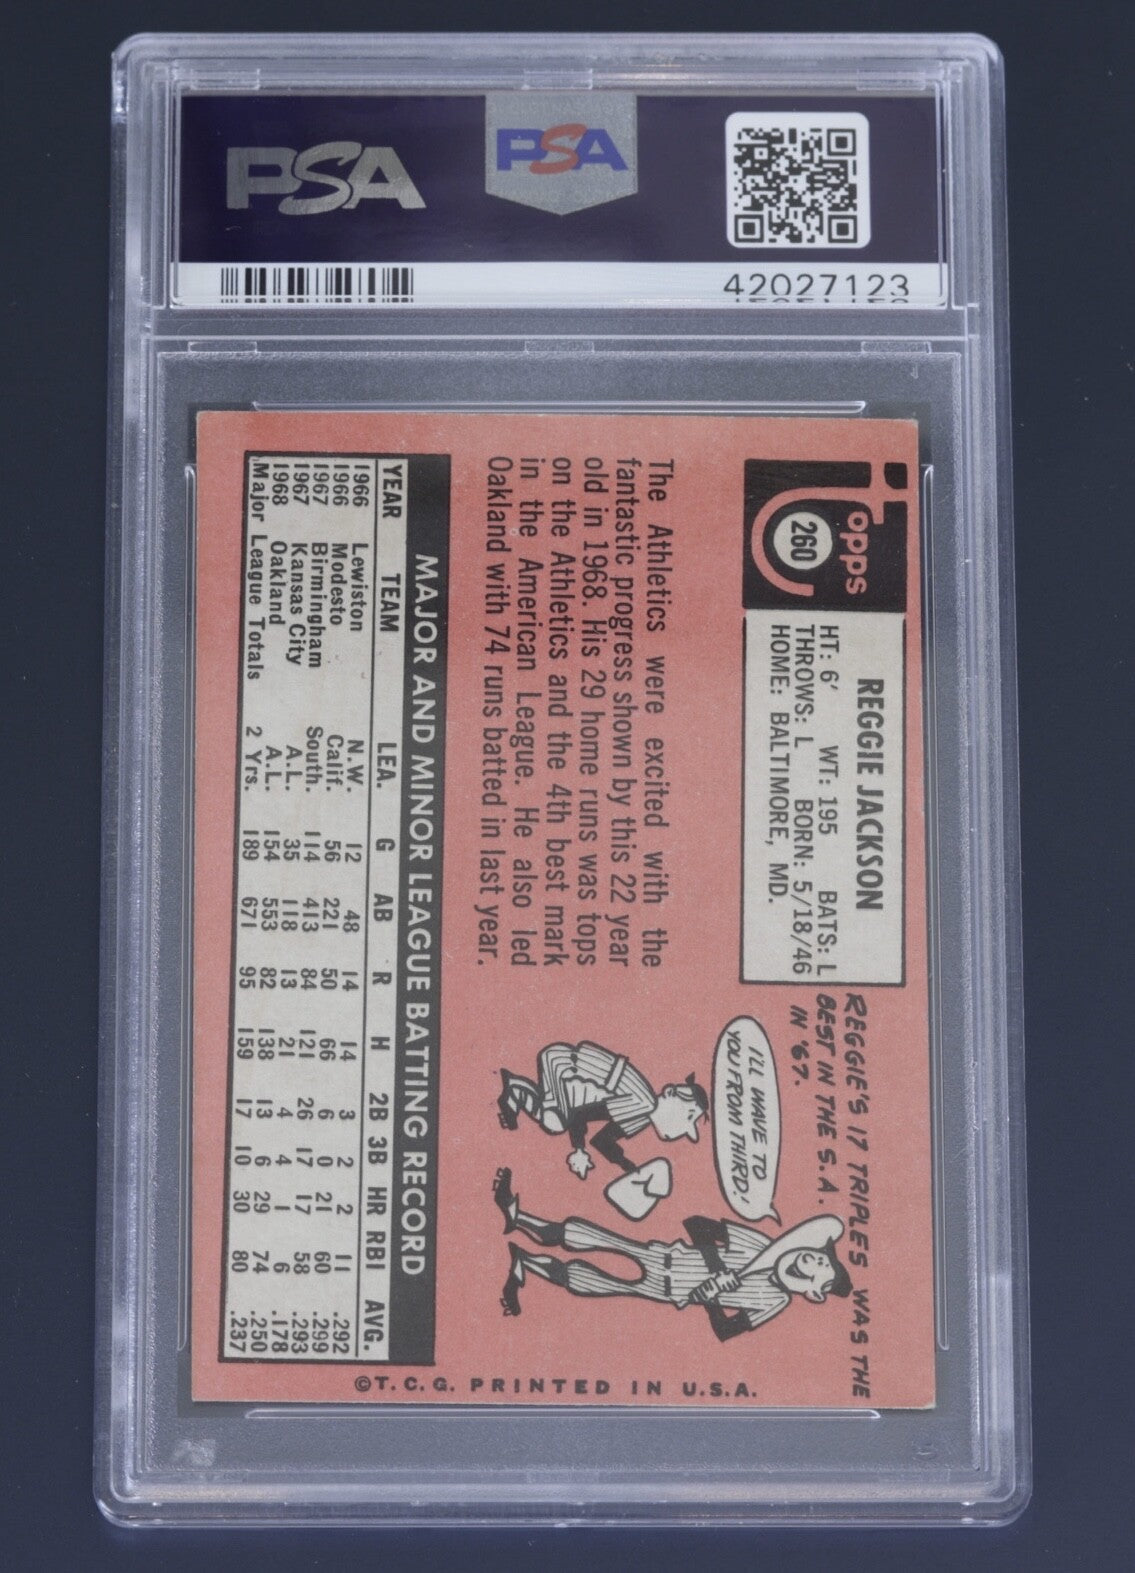 PSA
PSA
42027123
topps
260
REGGIE JACKSON
HT: 6' WT: 195 BATS: L
THROWS: L BORN: 5/18/46
HOME: BALTIMORE, MD.
REGGIE'S 17 TRIPLES WAS THE
BEST IN THE S.A.
IN '67.
I'LL WAVE TO
YOU FROM THIRD!
The Athletics were excited with the
fantastic progress shown by this 22 year
old in 1968. His 29 home runs was tops
on the Athletics and the 4th best mark
in the American League. He also led
Oakland with 74 runs batted in last year.
MAJOR AND MINOR LEAGUE BATTING RECORD
YEAR TEAM LEA. G AB R H 2B 3B HR RBI AVG.
1966 Lewiston N.W. 12 48 14 14 3 2 2 11 .292
1966 Modesto Calif. 56 221 50 66 6 0 21 60 .299
1967 Birmingham South. 114 413 84 121 26 17 17 58 .293
1967 Kansas City A.L. 35 118 13 21 4 4 1 6 .178
1968 Oakland A.L. 154 553 82 138 13 6 29 74 .250
Major League Totals 2 Yrs. 189 671 95 159 17 10 30 80 .237
©T.C.G. PRINTED IN U.S.A.